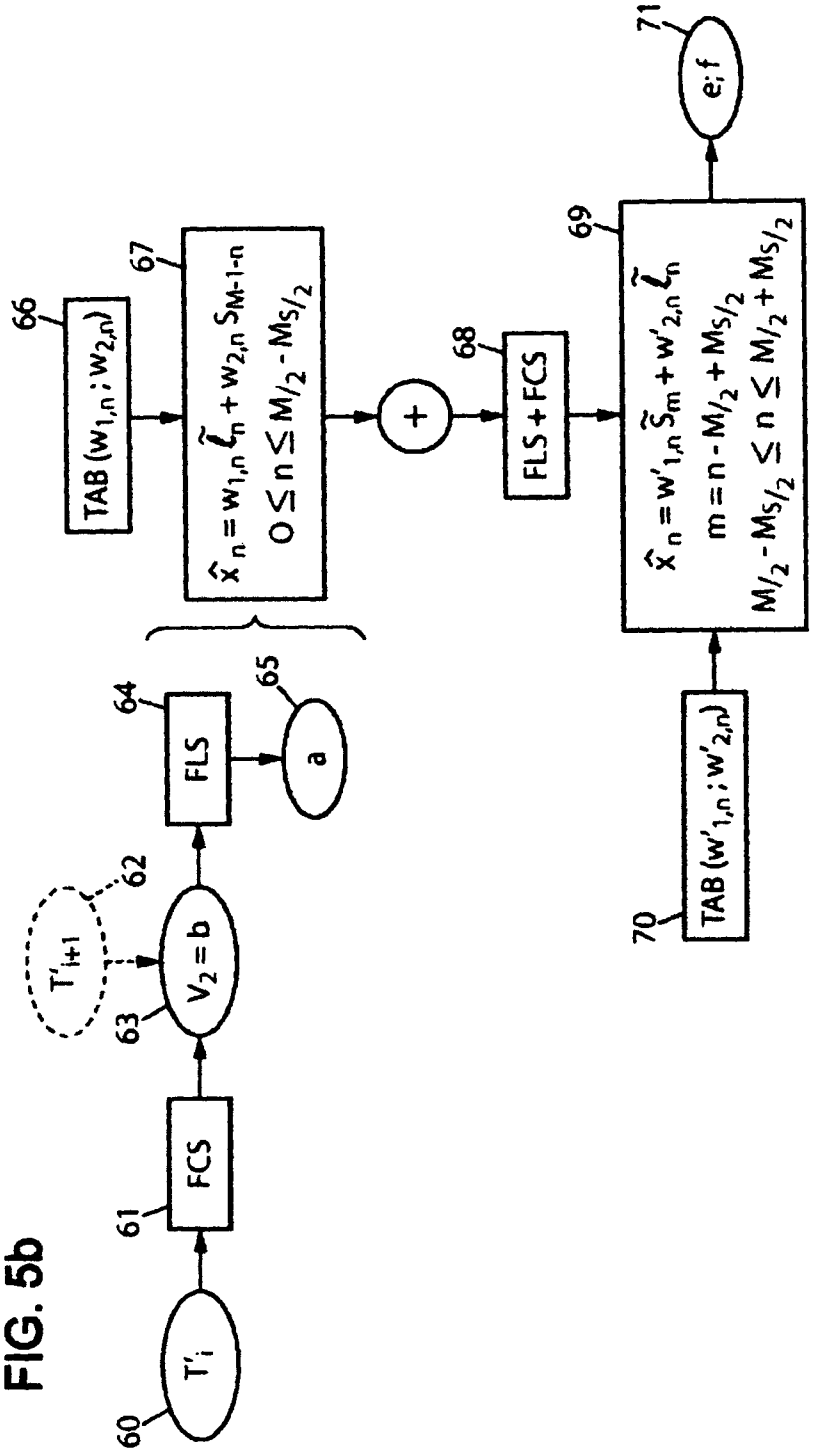 FIG. 5b
60
T'i
61
FCS
T'i+1
62
63
V2 = b
64
FLS
65
a
66
TAB (w1,n ; w2,n)
67
x̂n = w1,n l̃n + w2,n sM-1-n
0 ≤ n ≤ M/2 - Ms/2
+
68
FLS + FCS
69
x̂n = w'1,n s̃m + w'2,n l̃n
m = n - M/2 + Ms/2
M/2 - Ms/2 ≤ n ≤ M/2 + Ms/2
70
TAB (w'1,n ; w'2,n)
71
e; f